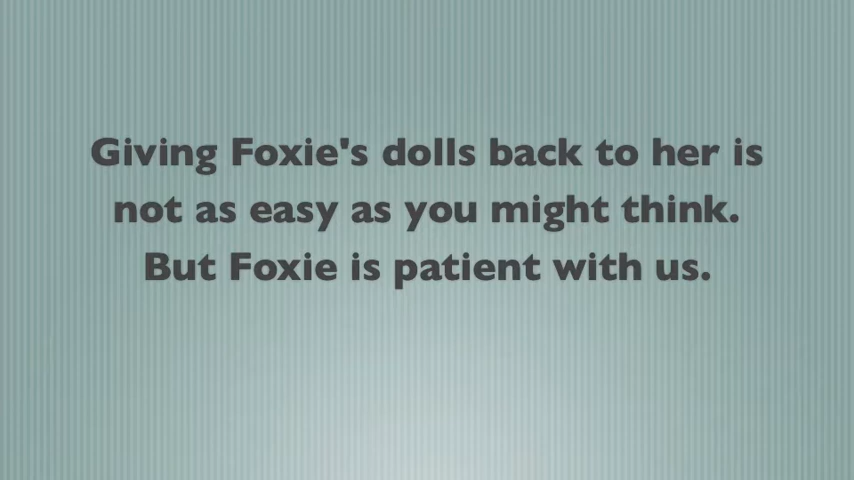 Giving Foxie's dolls back to her is
not as easy as you might think.
But Foxie is patient with us.